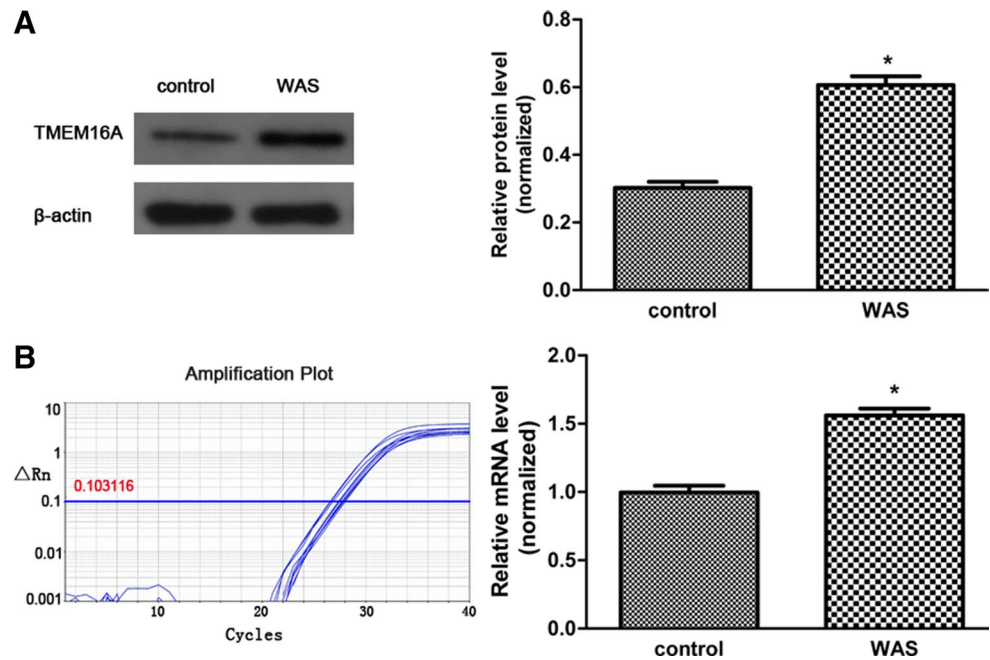 A
control WAS
TMEM16A
β-actin
Relative protein level
(normalized)
0.8
0.6
0.4
0.2
0.0
*
control WAS
B
Amplification Plot
△Rn
10
1
0.1
0.01
0.001
0.103116
10 20 30 40
Cycles
Relative mRNA level
(normalized)
2.0
1.5
1.0
0.5
0.0
*
control WAS